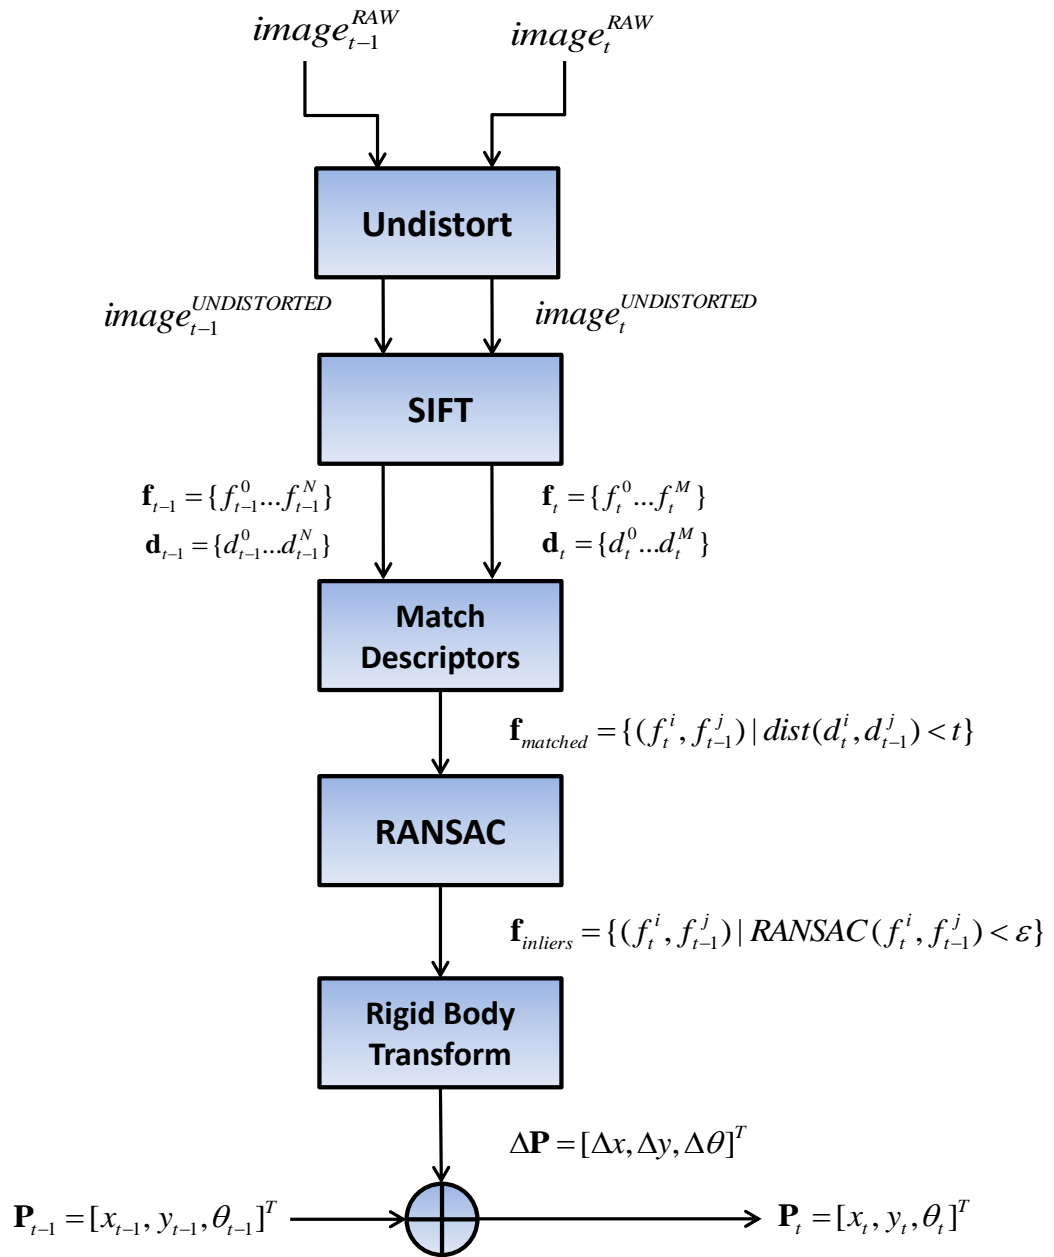 image_{t-1}^{RAW} image_t^{RAW}
Undistort
image_{t-1}^{UNDISTORTED} image_t^{UNDISTORTED}
SIFT
f_{t-1} = {f_{t-1}^0...f_{t-1}^N} f_t = {f_t^0...f_t^M}
d_{t-1} = {d_{t-1}^0...d_{t-1}^N} d_t = {d_t^0...d_t^M}
Match
Descriptors
f_{matched} = {(f_t^i, f_{t-1}^j) | dist(d_t^i, d_{t-1}^j) < t}
RANSAC
f_{inliers} = {(f_t^i, f_{t-1}^j) | RANSAC(f_t^i, f_{t-1}^j) < ε}
Rigid Body
Transform
ΔP = [Δx, Δy, Δθ]^T
P_{t-1} = [x_{t-1}, y_{t-1}, θ_{t-1}]^T P_t = [x_t, y_t, θ_t]^T